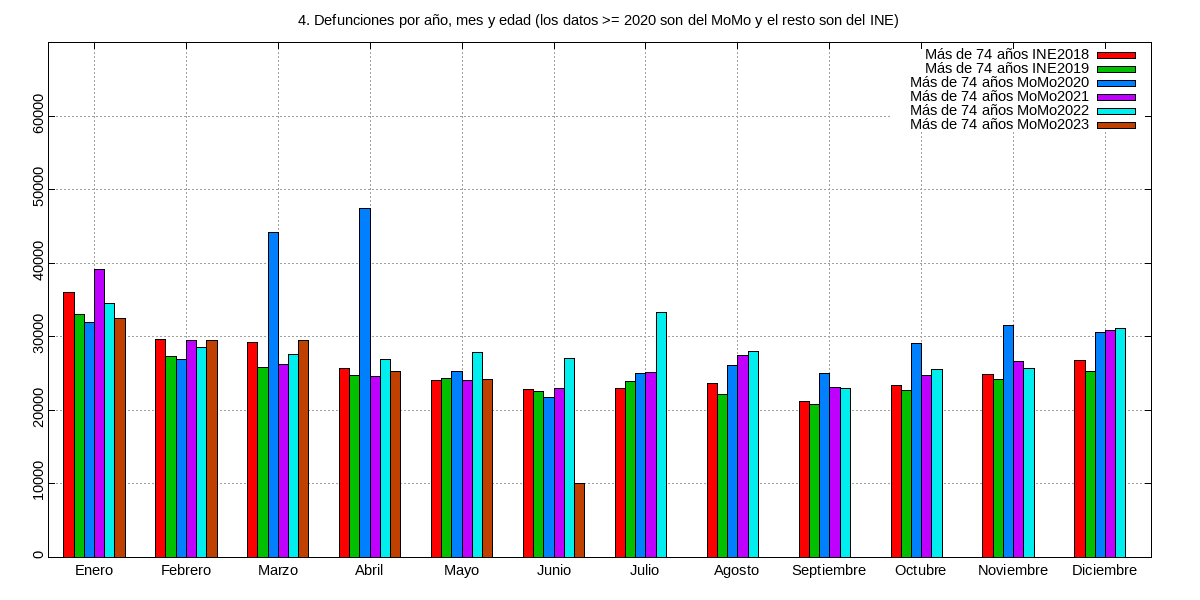 4. Defunciones por año, mes y edad (los datos >= 2020 son del MoMo y el resto son del INE)
Más de 74 años INE2018
Más de 74 años INE2019
Más de 74 años MoMo2020
Más de 74 años MoMo2021
Más de 74 años MoMo2022
Más de 74 años MoMo2023
60000
50000
40000
30000
20000
10000
0
Enero Febrero Marzo Abril Mayo Junio Julio Agosto Septiembre Octubre Noviembre Diciembre